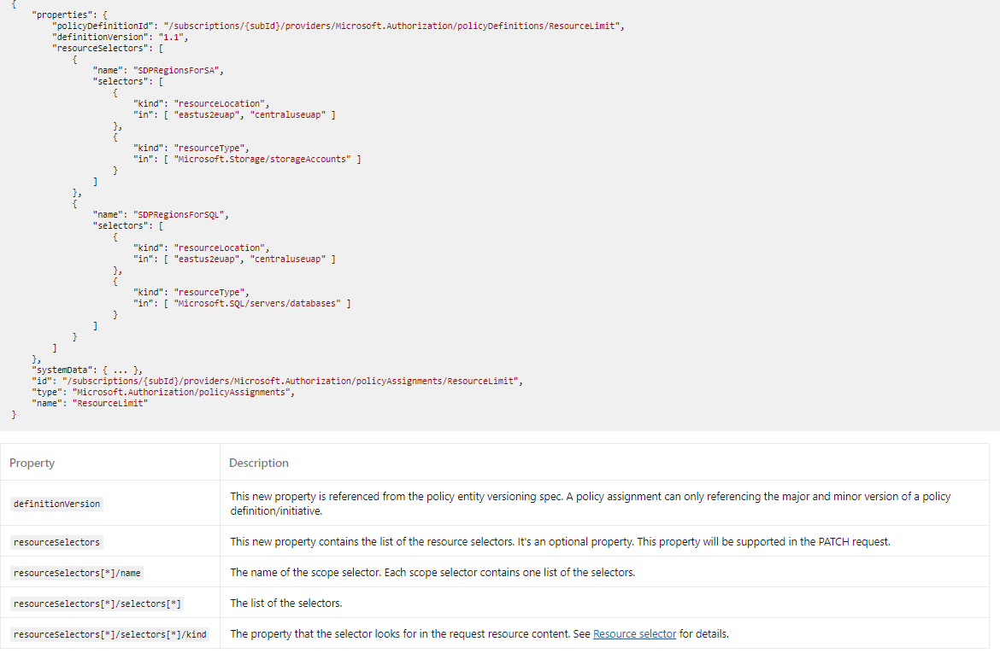 {
    "properties": {
        "policyDefinitionId": "/subscriptions/{subId}/providers/Microsoft.Authorization/policyDefinitions/ResourceLimit",
        "definitionVersion": "1.1",
        "resourceSelectors": [
            {
                "name": "SDPRegionsForSA",
                "selectors": [
                    {
                        "kind": "resourceLocation",
                        "in": [ "eastus2euap", "centraluseuap" ]
                    },
                    {
                        "kind": "resourceType",
                        "in": [ "Microsoft.Storage/storageAccounts" ]
                    }
                ]
            },
            {
                "name": "SDPRegionsForSQL",
                "selectors": [
                    {
                        "kind": "resourceLocation",
                        "in": [ "eastus2euap", "centraluseuap" ]
                    },
                    {
                        "kind": "resourceType",
                        "in": [ "Microsoft.SQL/servers/databases" ]
                    }
                ]
            }
        ]
    },
    "systemData": { ... },
    "id": "/subscriptions/{subId}/providers/Microsoft.Authorization/policyAssignments/ResourceLimit",
    "type": "Microsoft.Authorization/policyAssignments",
    "name": "ResourceLimit"
}
Property Description
definitionVersion This new property is referenced from the policy entity versioning spec. A policy assignment can only referencing the major and minor version of a policy
definition/initiative.
resourceSelectors This new property contains the list of the resource selectors. It's an optional property. This property will be supported in the PATCH request.
resourceSelectors[*]/name The name of the scope selector. Each scope selector contains one list of the selectors.
resourceSelectors[*]/selectors[*] The list of the selectors.
resourceSelectors[*]/selectors[*]/kind The property that the selector looks for in the request resource content. See Resource selector for details.